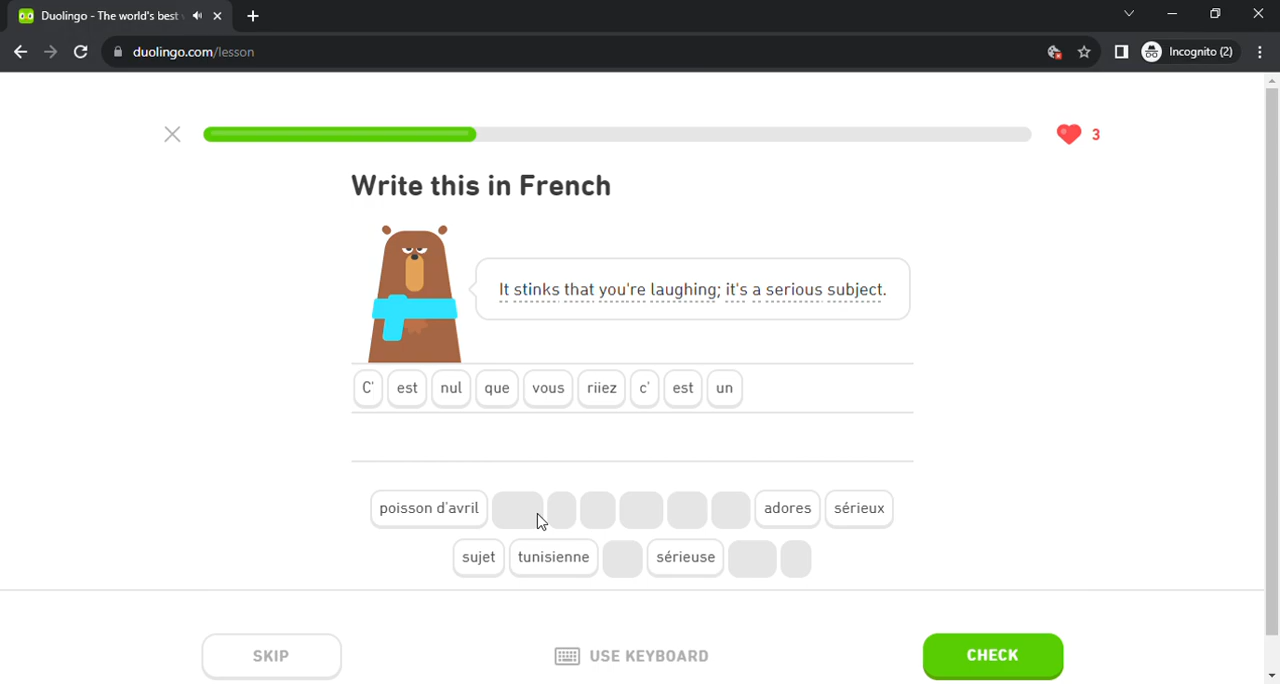 Duolingo - The world's best
duolingo.com/lesson
Incognito (2)
3
Write this in French
It stinks that you're laughing; it's a serious subject.
C' est nul que vous riiez c' est un
poisson d'avril adores sérieux
sujet tunisienne sérieuse
SKIP USE KEYBOARD CHECK